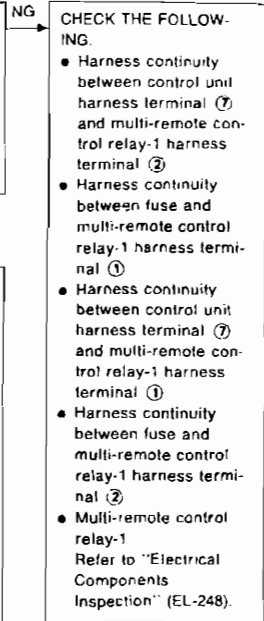 NG
CHECK THE FOLLOW-
ING.
• Harness continuity
between control unit
harness terminal ⑦
and multi-remote con-
trol relay-1 harness
terminal ②
• Harness continuity
between fuse and
multi-remote control
relay-1 harness termi-
nal ①
• Harness continuity
between control unit
harness terminal ⑦
and multi-remote con-
trol relay-1 harness
terminal ①
• Harness continuity
between fuse and
multi-remote control
relay-1 harness termi-
nal ②
• Multi-remote control
relay-1
Refer to "Electrical
Components
Inspection" (EL-248).